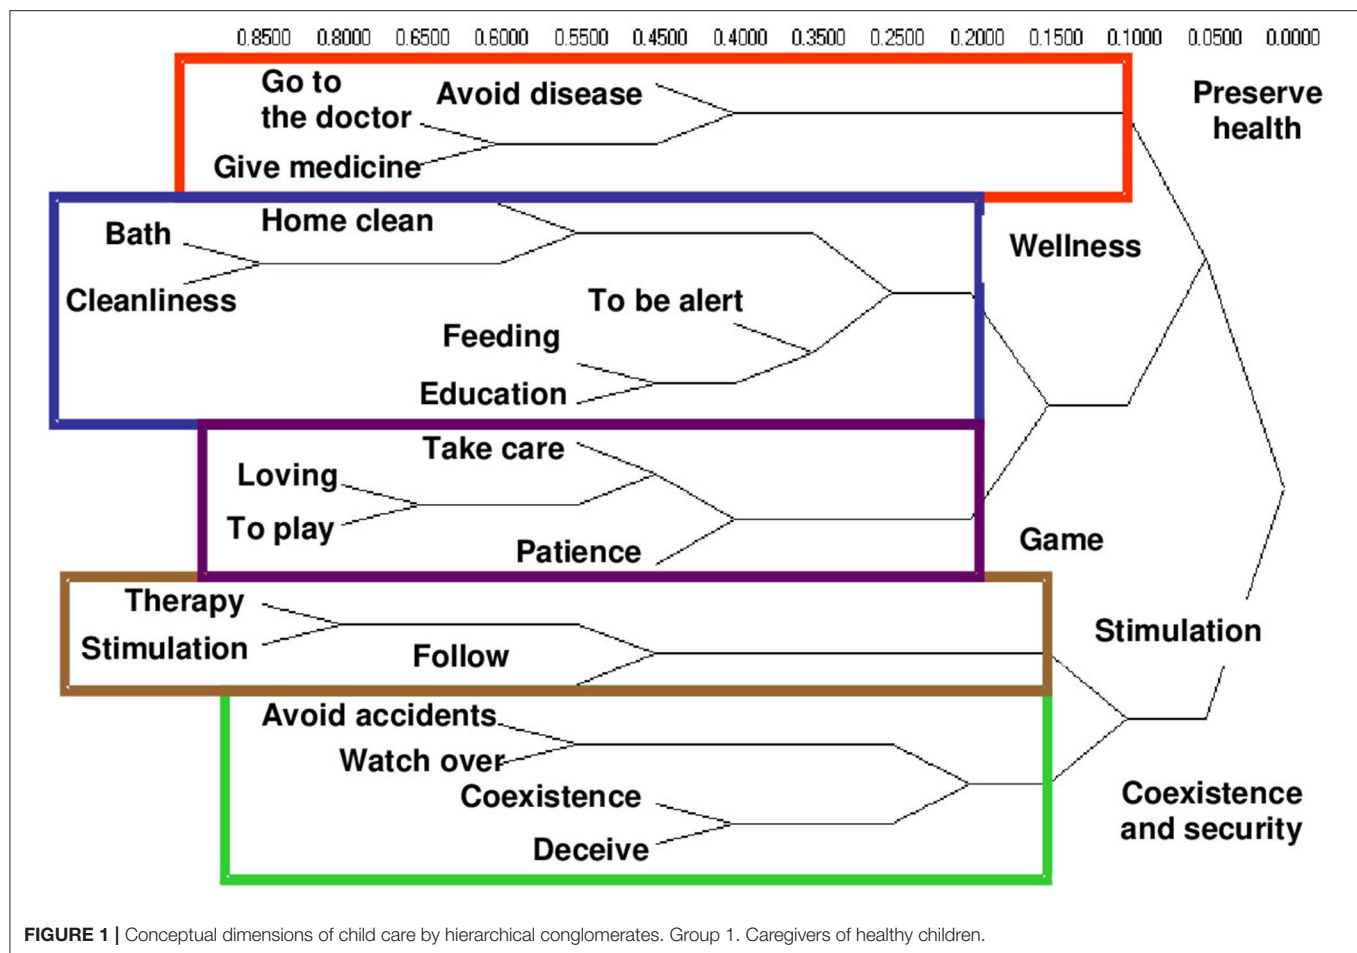 0.8500 0.8000 0.6500 0.6000 0.5500 0.4500 0.4000 0.3500 0.2500 0.2000 0.1500 0.1000 0.0500 0.0000
Go to
the doctor
Avoid disease
Give medicine
Preserve
health
Bath
Home clean
Cleanliness
To be alert
Feeding
Education
Wellness
Take care
Loving
To play
Patience
Game
Therapy
Stimulation
Follow
Stimulation
Avoid accidents
Watch over
Coexistence
Deceive
Coexistence
and security
FIGURE 1 | Conceptual dimensions of child care by hierarchical conglomerates. Group 1. Caregivers of healthy children.